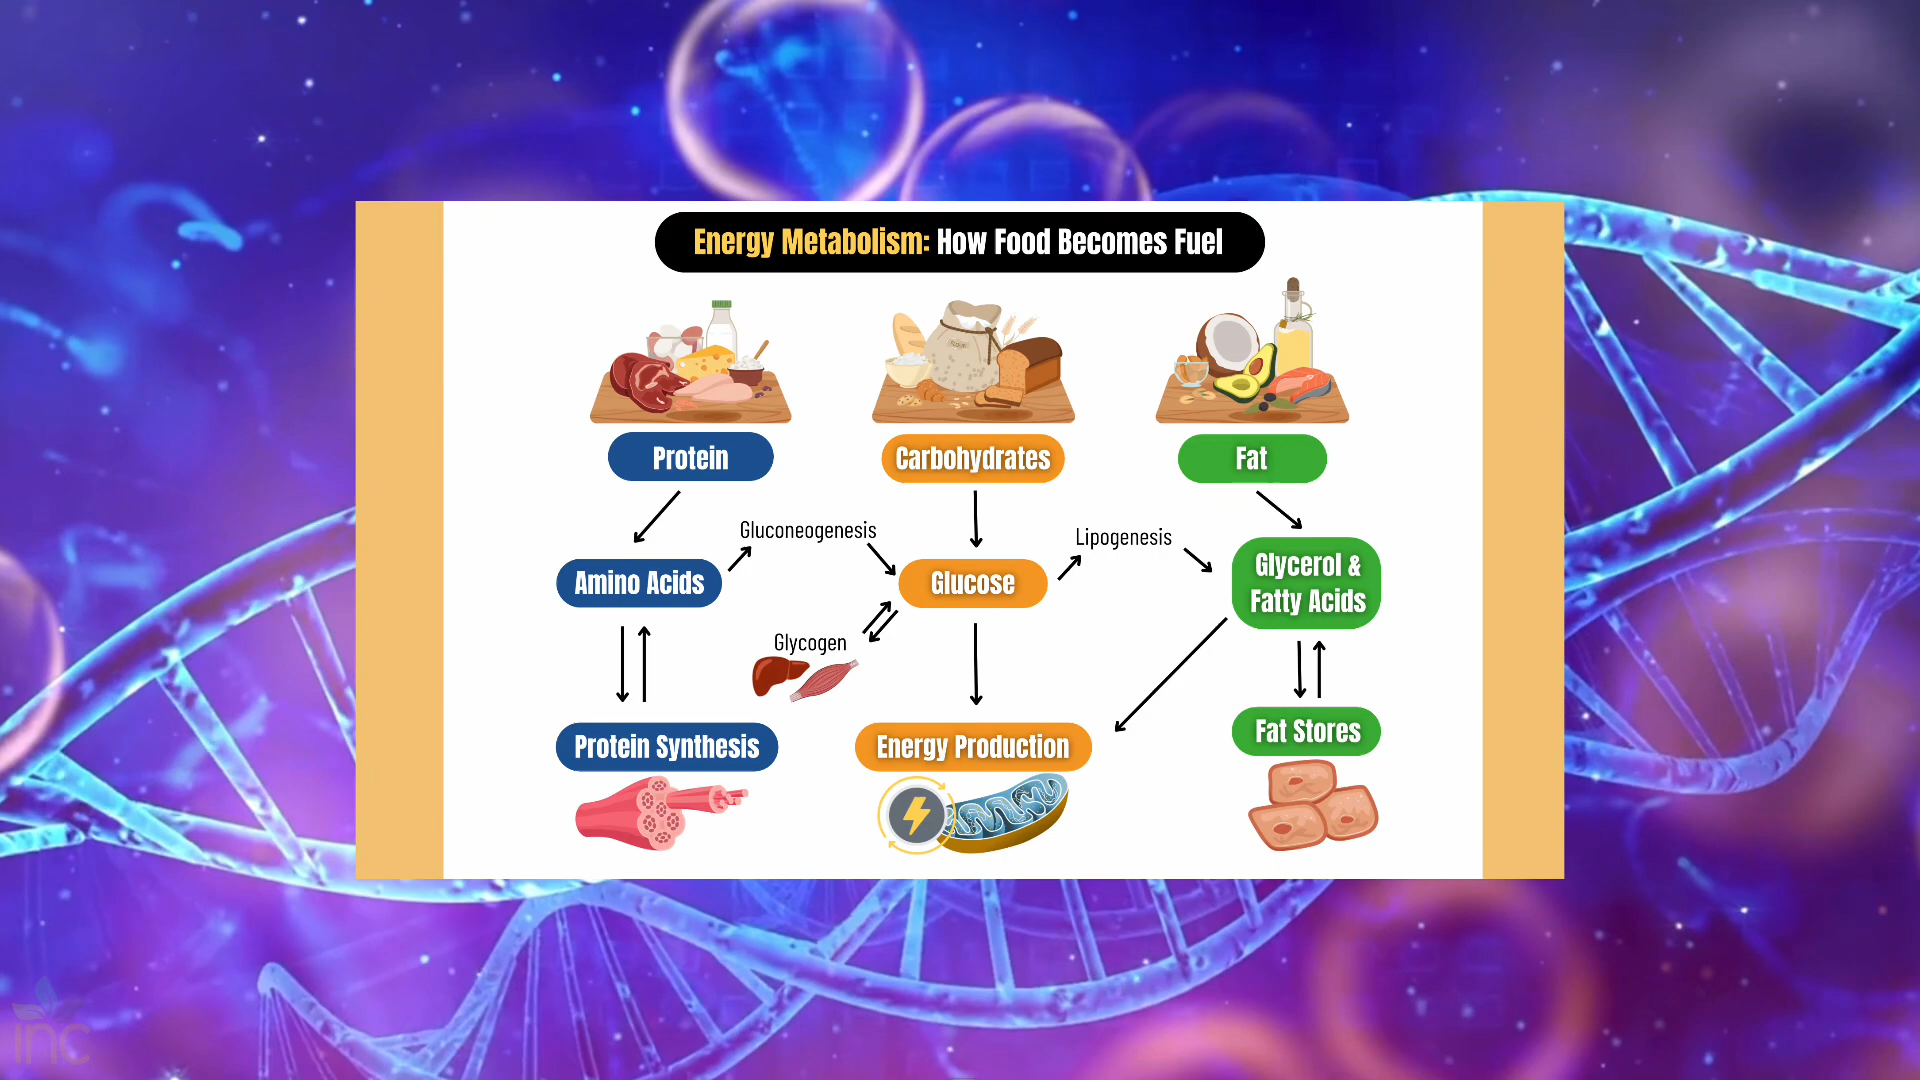 Energy Metabolism: How Food Becomes Fuel
FLOUR
Protein
Carbohydrates
Fat
Gluconeogenesis
Lipogenesis
Amino Acids
Glucose
Glycerol &
Fatty Acids
Glycogen
Protein Synthesis
Energy Production
Fat Stores
inc